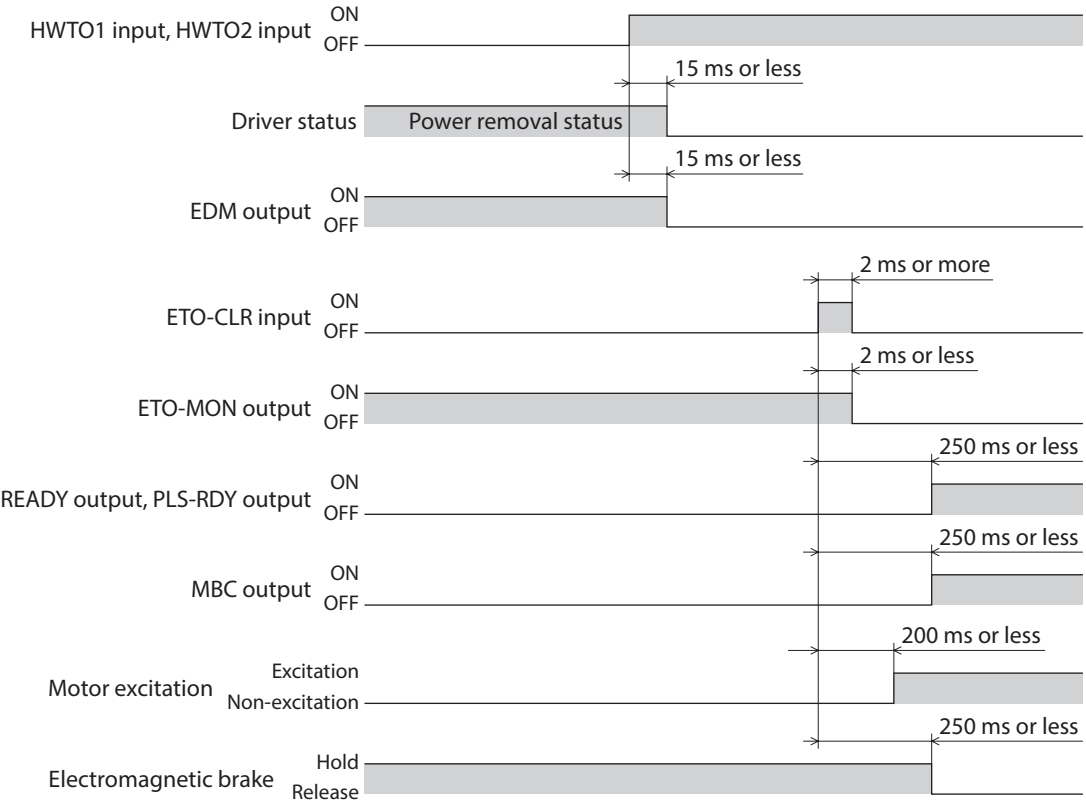 ON
HWTO1 input, HWTO2 input
OFF
15 ms or less
Driver status
Power removal status
15 ms or less
ON
EDM output
OFF
2 ms or more
ON
ETO-CLR input
OFF
2 ms or less
ON
ETO-MON output
OFF
250 ms or less
ON
READY output, PLS-RDY output
OFF
250 ms or less
ON
MBC output
OFF
200 ms or less
Excitation
Motor excitation
Non-excitation
250 ms or less
Hold
Electromagnetic brake
Release